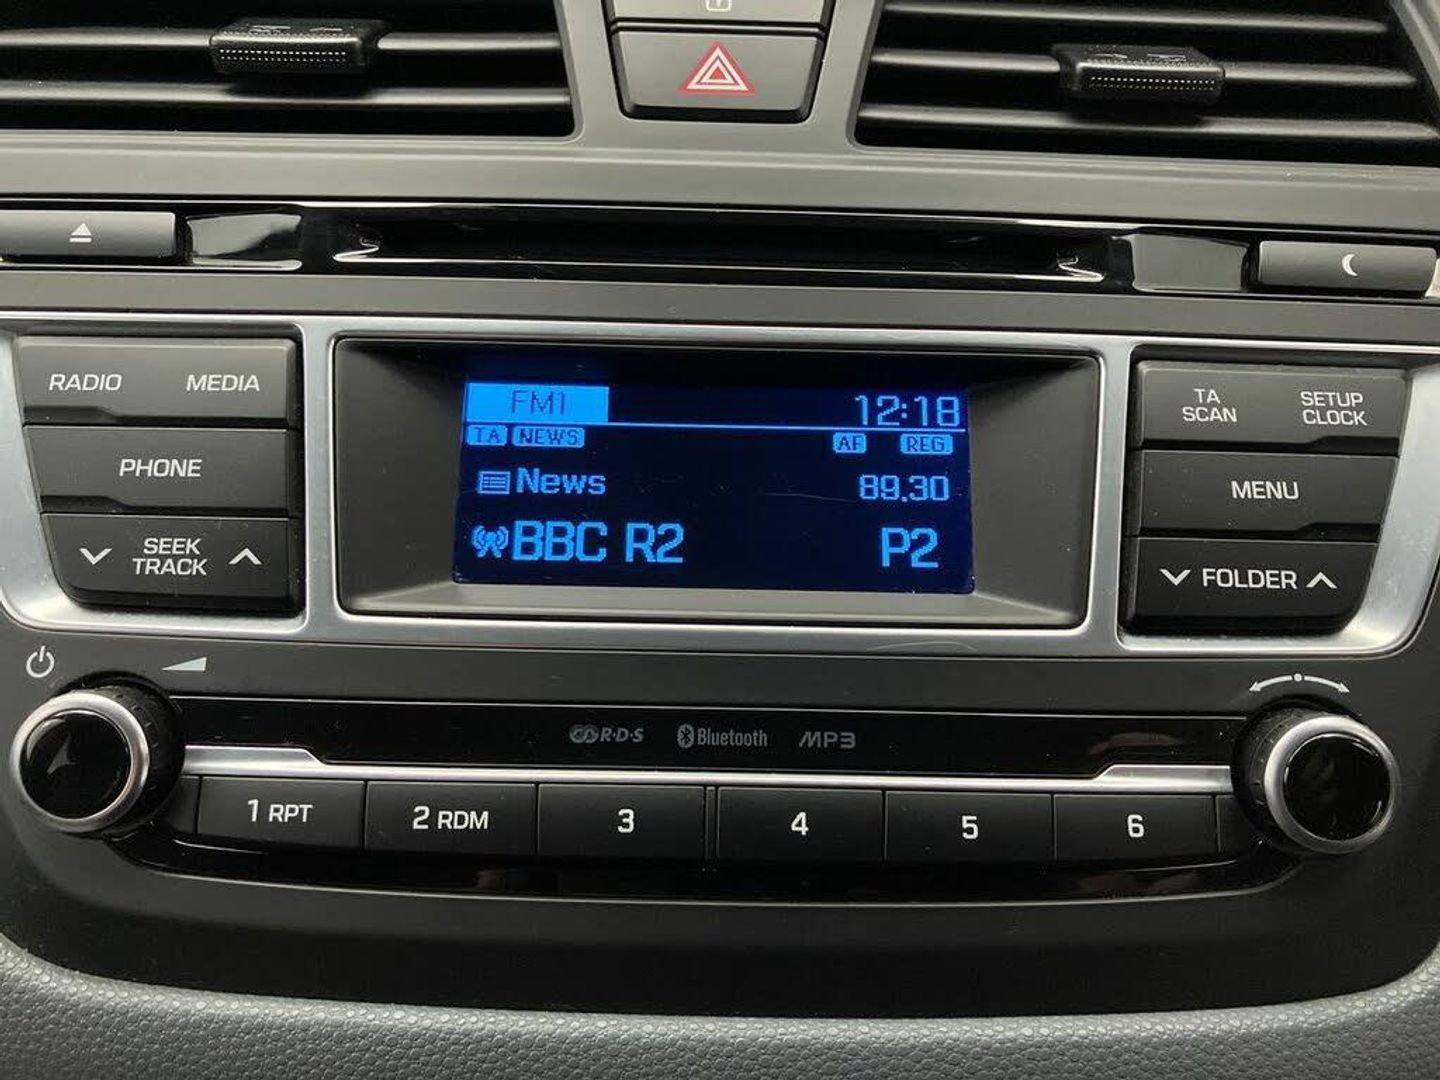 RADIO MEDIA
PHONE
SEEK
TRACK
FM1 12:18
TA NEWS AF REG
News 89.30
BBC R2 P2
TA
SCAN
SETUP
CLOCK
MENU
FOLDER
R·D·S Bluetooth MP3
1 RPT 2 RDM 3 4 5 6